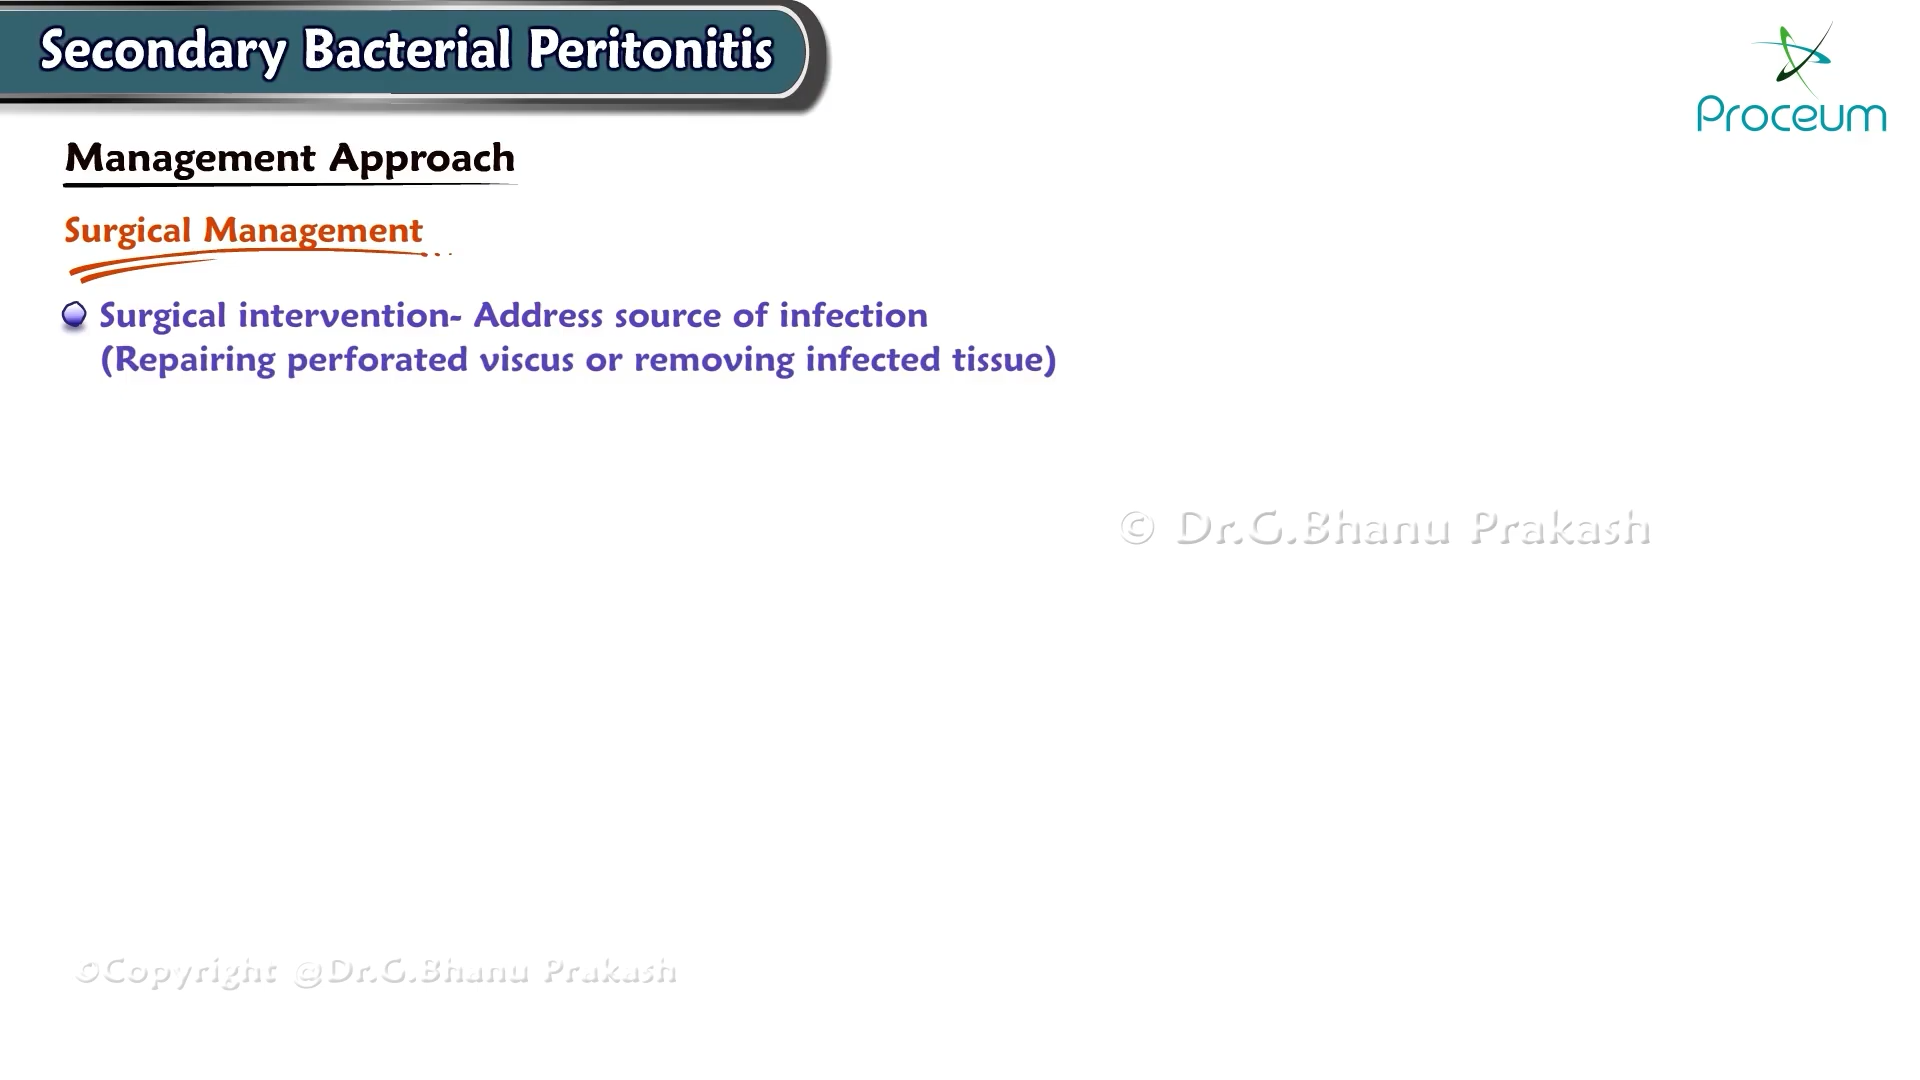 Secondary Bacterial Peritonitis
Proceum
Management Approach
Surgical Management
Surgical intervention- Address source of infection
(Repairing perforated viscus or removing infected tissue)
© Dr.G.Bhanu Prakash
©Copyright @Dr.G.Bhanu Prakash